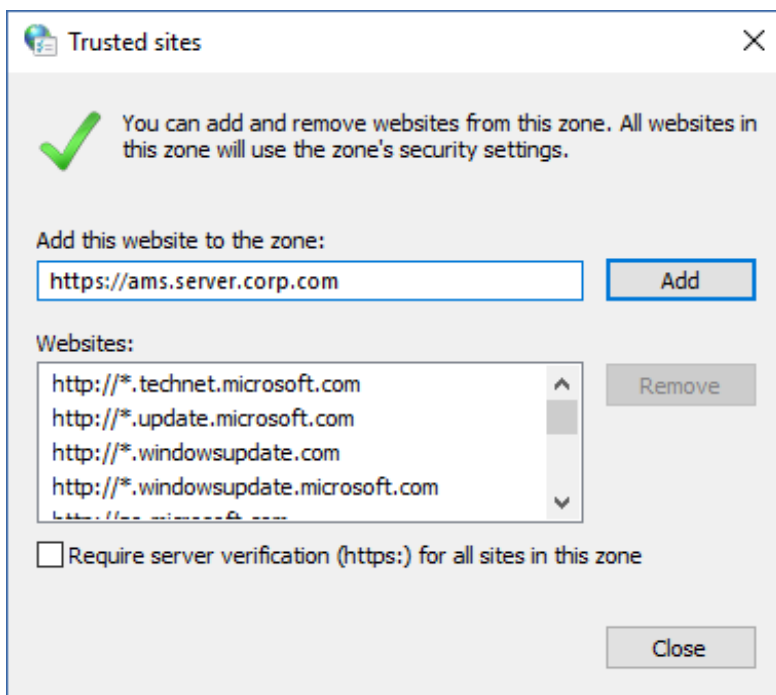 Trusted sites
You can add and remove websites from this zone. All websites in
this zone will use the zone's security settings.
Add this website to the zone:
https://ams.server.corp.com
Add
Websites:
http://*.technet.microsoft.com
Remove
http://*.update.microsoft.com
http://*.windowsupdate.com
http://*.windowsupdate.microsoft.com
Require server verification (https:) for all sites in this zone
Close